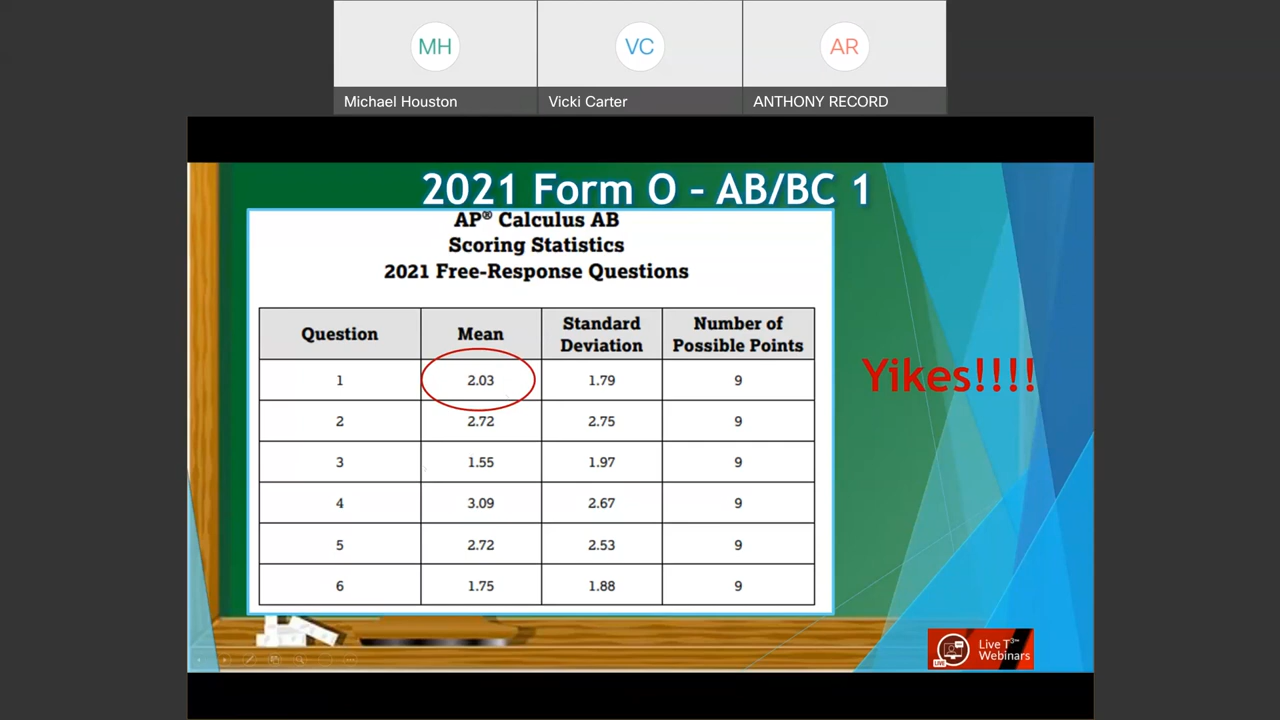 MH
VC
AR
Michael Houston
Vicki Carter
ANTHONY RECORD
2021 Form O – AB/BC 1
AP® Calculus AB
Scoring Statistics
2021 Free-Response Questions
Question Mean Standard Deviation Number of Possible Points
1 2.03 1.79 9
2 2.72 2.75 9
3 1.55 1.97 9
4 3.09 2.67 9
5 2.72 2.53 9
6 1.75 1.88 9
Yikes!!!!
LIVE
Live T³™
Webinars